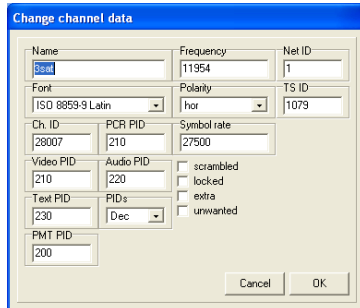 Change channel data
Name Frequency Net ID
3sat 11954 1
Font Polarity TS ID
ISO 8859-9 Latin hor 1079
Ch. ID PCR PID Symbol rate
28007 210 27500
Video PID Audio PID scrambled
210 220 locked
Text PID PIDs extra
230 Dec unwanted
PMT PID
200
Cancel OK